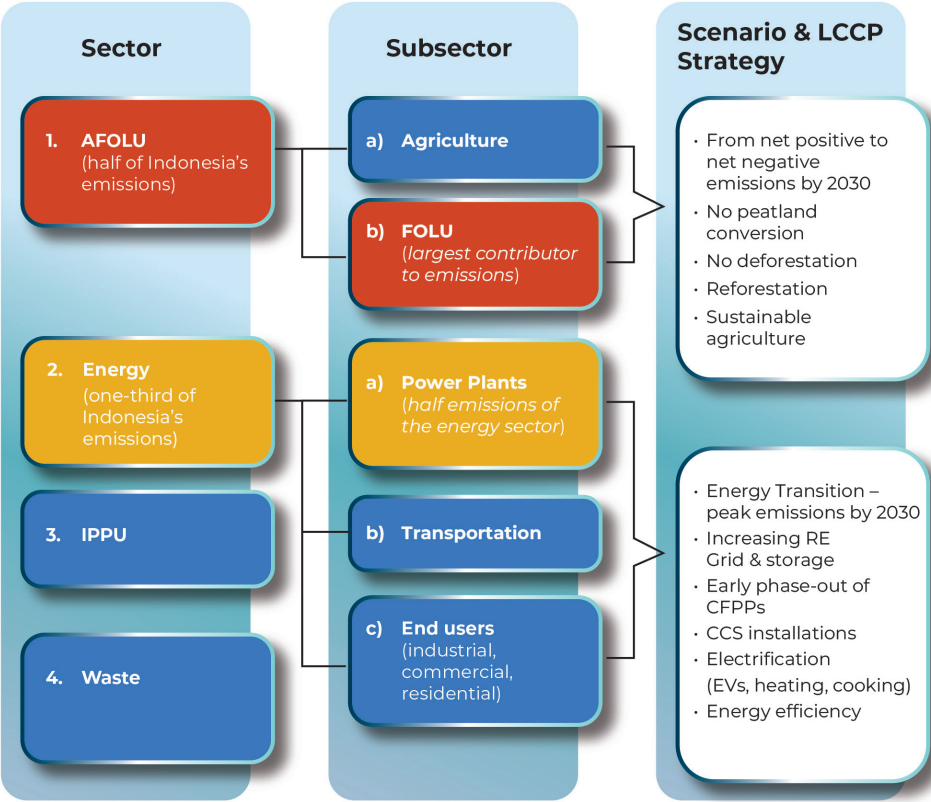 Sector
1. AFOLU
(half of Indonesia's
emissions)
2. Energy
(one-third of
Indonesia's
emissions)
3. IPPU
4. Waste
Subsector
a) Agriculture
b) FOLU
(largest contributor
to emissions)
a) Power Plants
(half emissions of
the energy sector)
b) Transportation
c) End users
(industrial,
commercial,
residential)
Scenario & LCCP
Strategy
· From net positive to
net negative
emissions by 2030
· No peatland
conversion
· No deforestation
· Reforestation
· Sustainable
agriculture
· Energy Transition –
peak emissions by 2030
· Increasing RE
Grid & storage
· Early phase-out of
CFPPs
· CCS installations
· Electrification
(EVs, heating, cooking)
· Energy efficiency